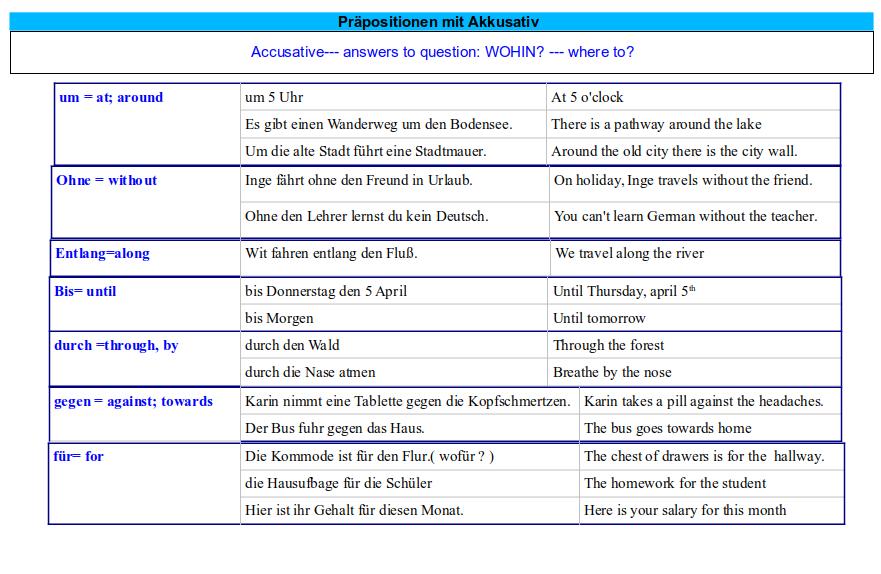 Präpositionen mit Akkusativ
Accusative--- answers to question: WOHIN? --- where to?
um = at; around
um 5 Uhr
At 5 o'clock
Es gibt einen Wanderweg um den Bodensee.
There is a pathway around the lake
Um die alte Stadt führt eine Stadtmauer.
Around the old city there is the city wall.
Ohne = without
Inge fährt ohne den Freund in Urlaub.
On holiday, Inge travels without the friend.
Ohne den Lehrer lernst du kein Deutsch.
You can't learn German without the teacher.
Entlang=along
Wit fahren entlang den Fluß.
We travel along the river
Bis= until
bis Donnerstag den 5 April
Until Thursday, april 5th
bis Morgen
Until tomorrow
durch =through, by
durch den Wald
Through the forest
durch die Nase atmen
Breathe by the nose
gegen = against; towards
Karin nimmt eine Tablette gegen die Kopfschmertzen.
Karin takes a pill against the headaches.
Der Bus fuhr gegen das Haus.
The bus goes towards home
für= for
Die Kommode ist für den Flur.( wofür ? )
The chest of drawers is for the hallway.
die Hausufbage für die Schüler
The homework for the student
Hier ist ihr Gehalt für diesen Monat.
Here is your salary for this month